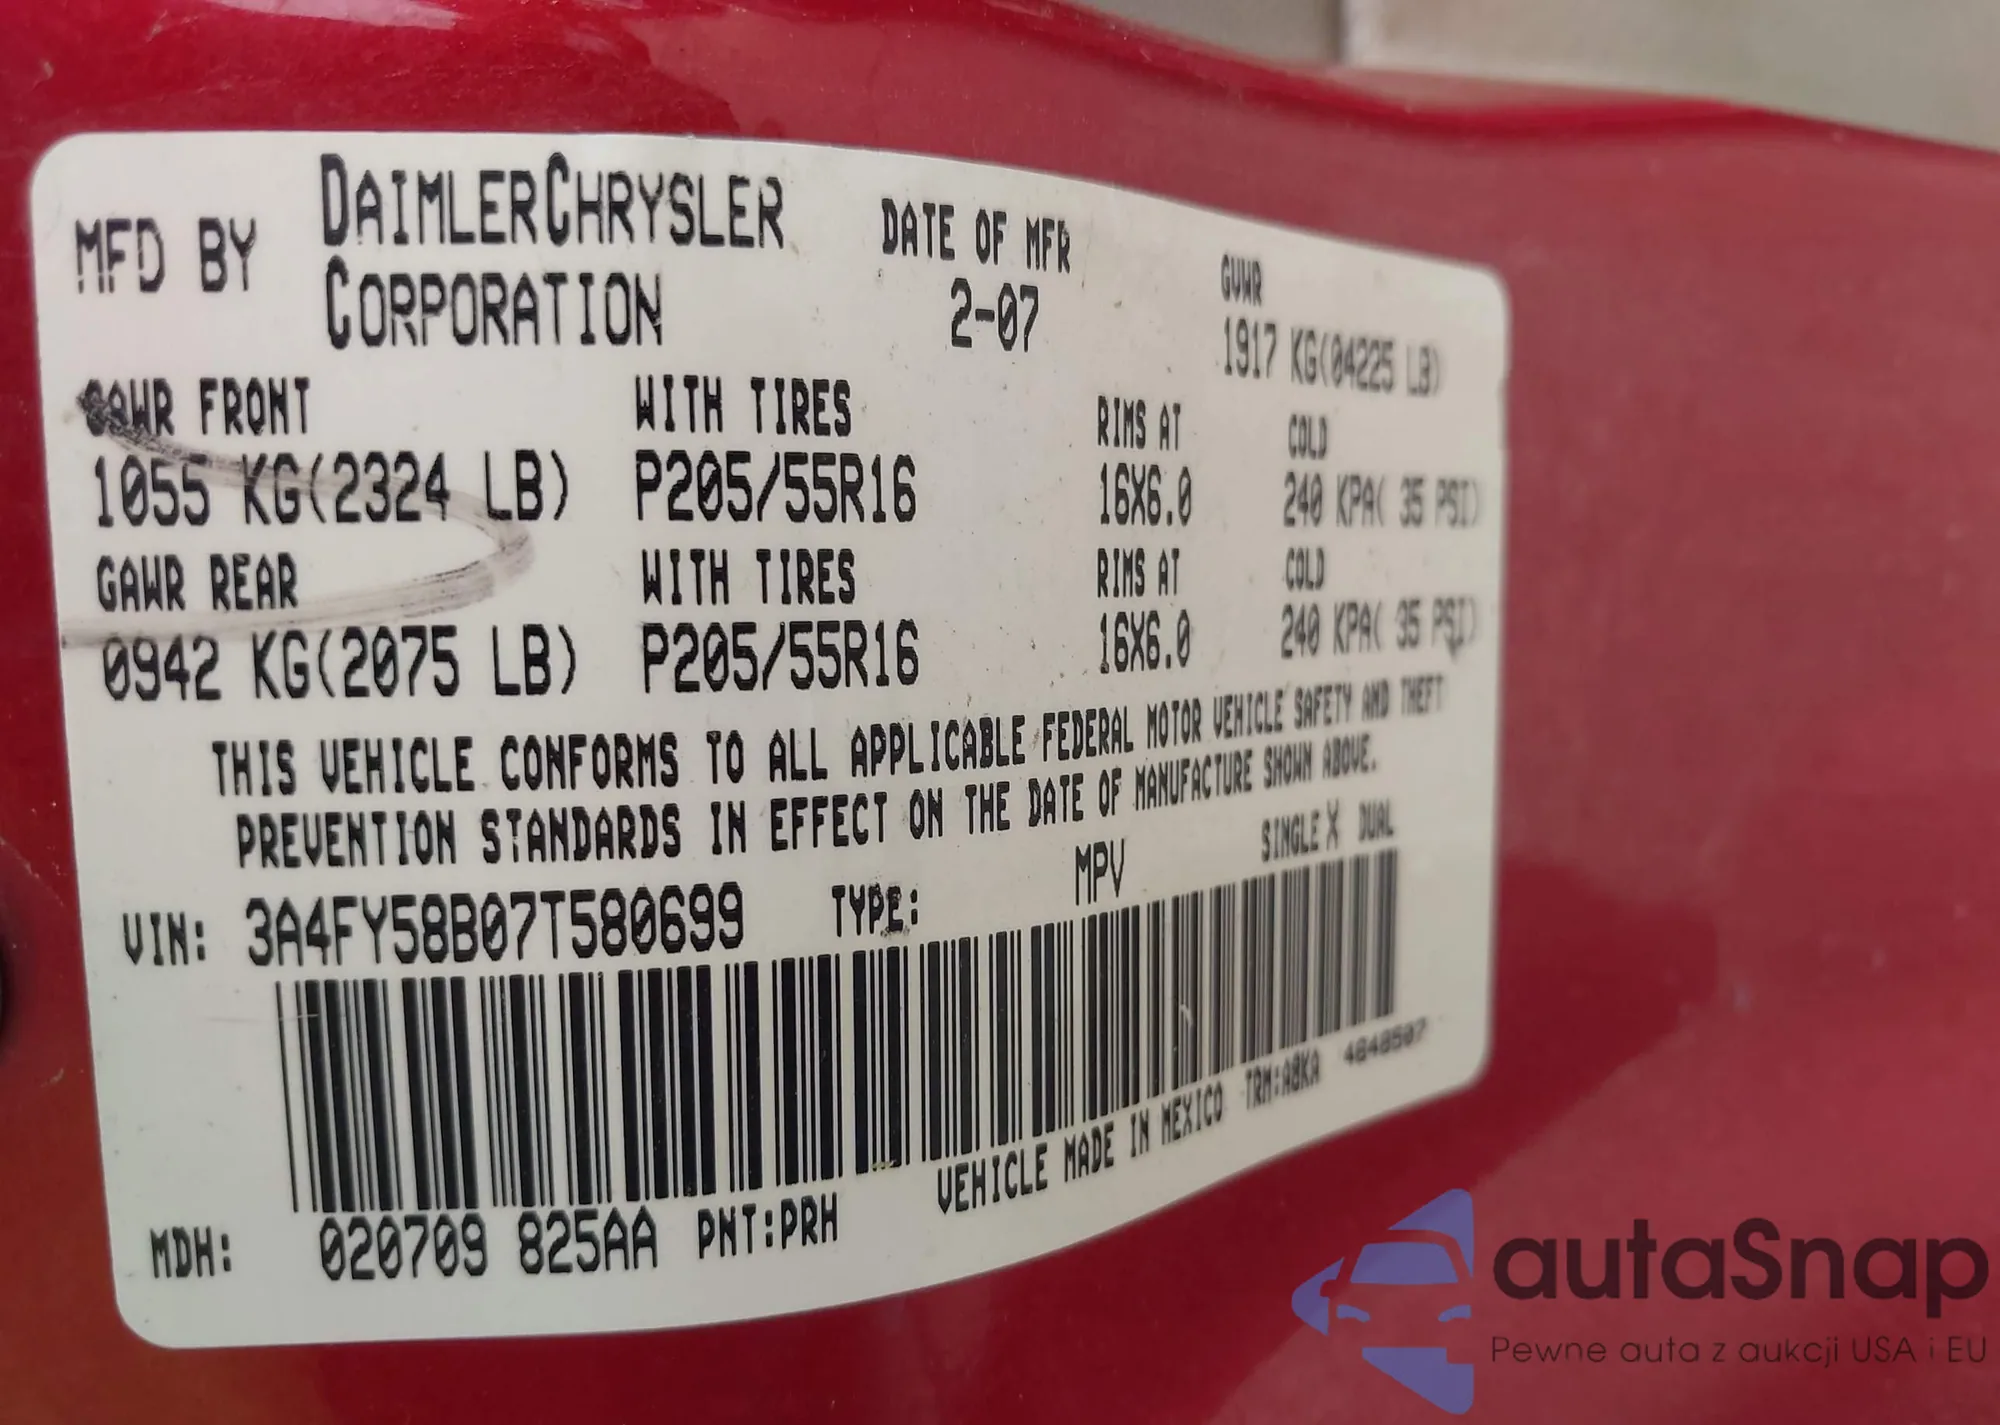 MFD BY DAIMLERCHRYSLER CORPORATION
DATE OF MFR
2-07
GVWR
1917 KG(04225 LB)
GAWR FRONT WITH TIRES RIMS AT COLD
1055 KG(2324 LB) P205/55R16 16X6.0 240 KPA( 35 PSI)
GAWR REAR WITH TIRES RIMS AT COLD
0942 KG(2075 LB) P205/55R16 16X6.0 240 KPA( 35 PSI)
THIS VEHICLE CONFORMS TO ALL APPLICABLE FEDERAL MOTOR VEHICLE SAFETY AND THEFT
PREVENTION STANDARDS IN EFFECT ON THE DATE OF MANUFACTURE SHOWN ABOVE.
VIN: 3A4FY58B07T580699 TYPE: MPV SINGLE X DUAL
VEHICLE MADE IN MEXICO TRM:A8KA 4848507
MDH: 020709 825AA PNT:PRH
autaSnap
Pewne auta z aukcji USA i EU